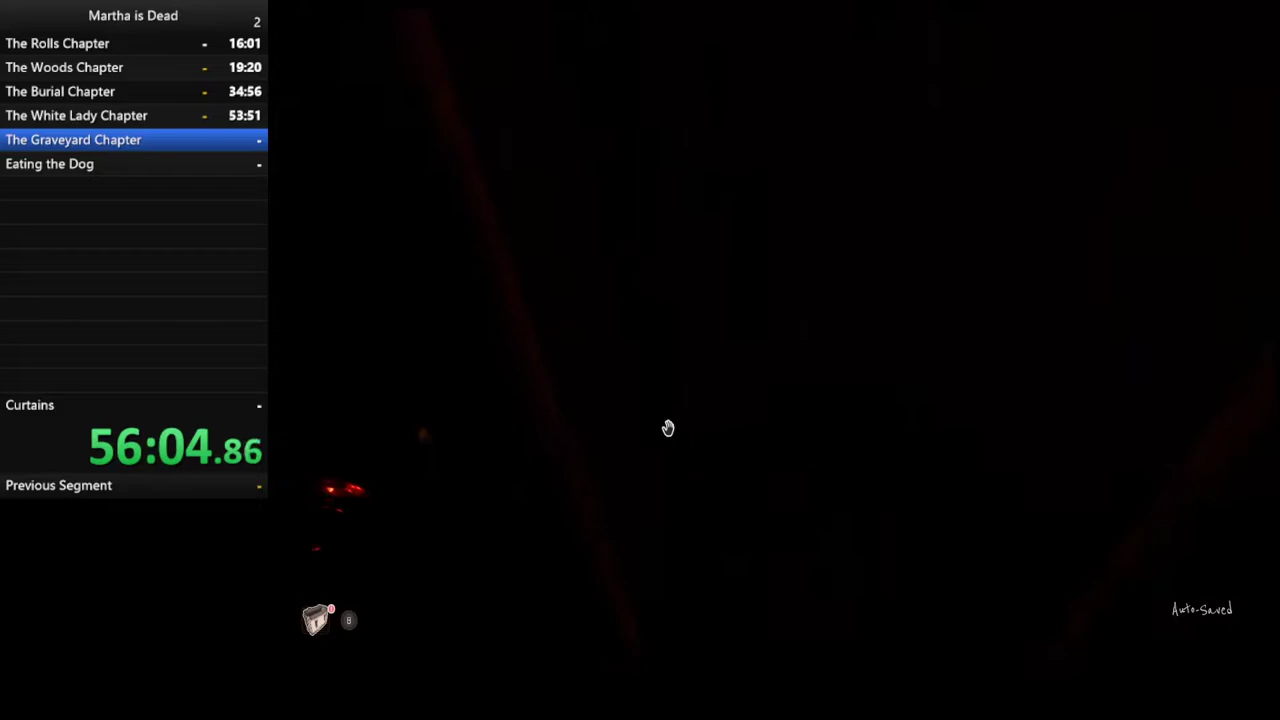 Martha is Dead
2
The Rolls Chapter - 16:01
The Woods Chapter - 19:20
The Burial Chapter - 34:56
The White Lady Chapter - 53:51
The Graveyard Chapter -
Eating the Dog -
Curtains -
56:04.86
Previous Segment -
8
Auto-Saved